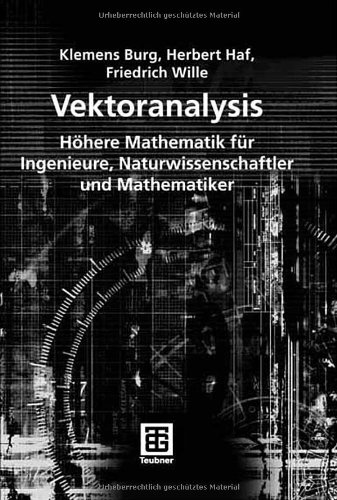 Urheberrechtlich geschütztes Material
Klemens Burg, Herbert Haf,
Friedrich Wille
Vektoranalysis
Höhere Mathematik für
Ingenieure, Naturwissenschaftler
und Mathematiker
7
Teubner
Urheberrechtlich geschütztes Material